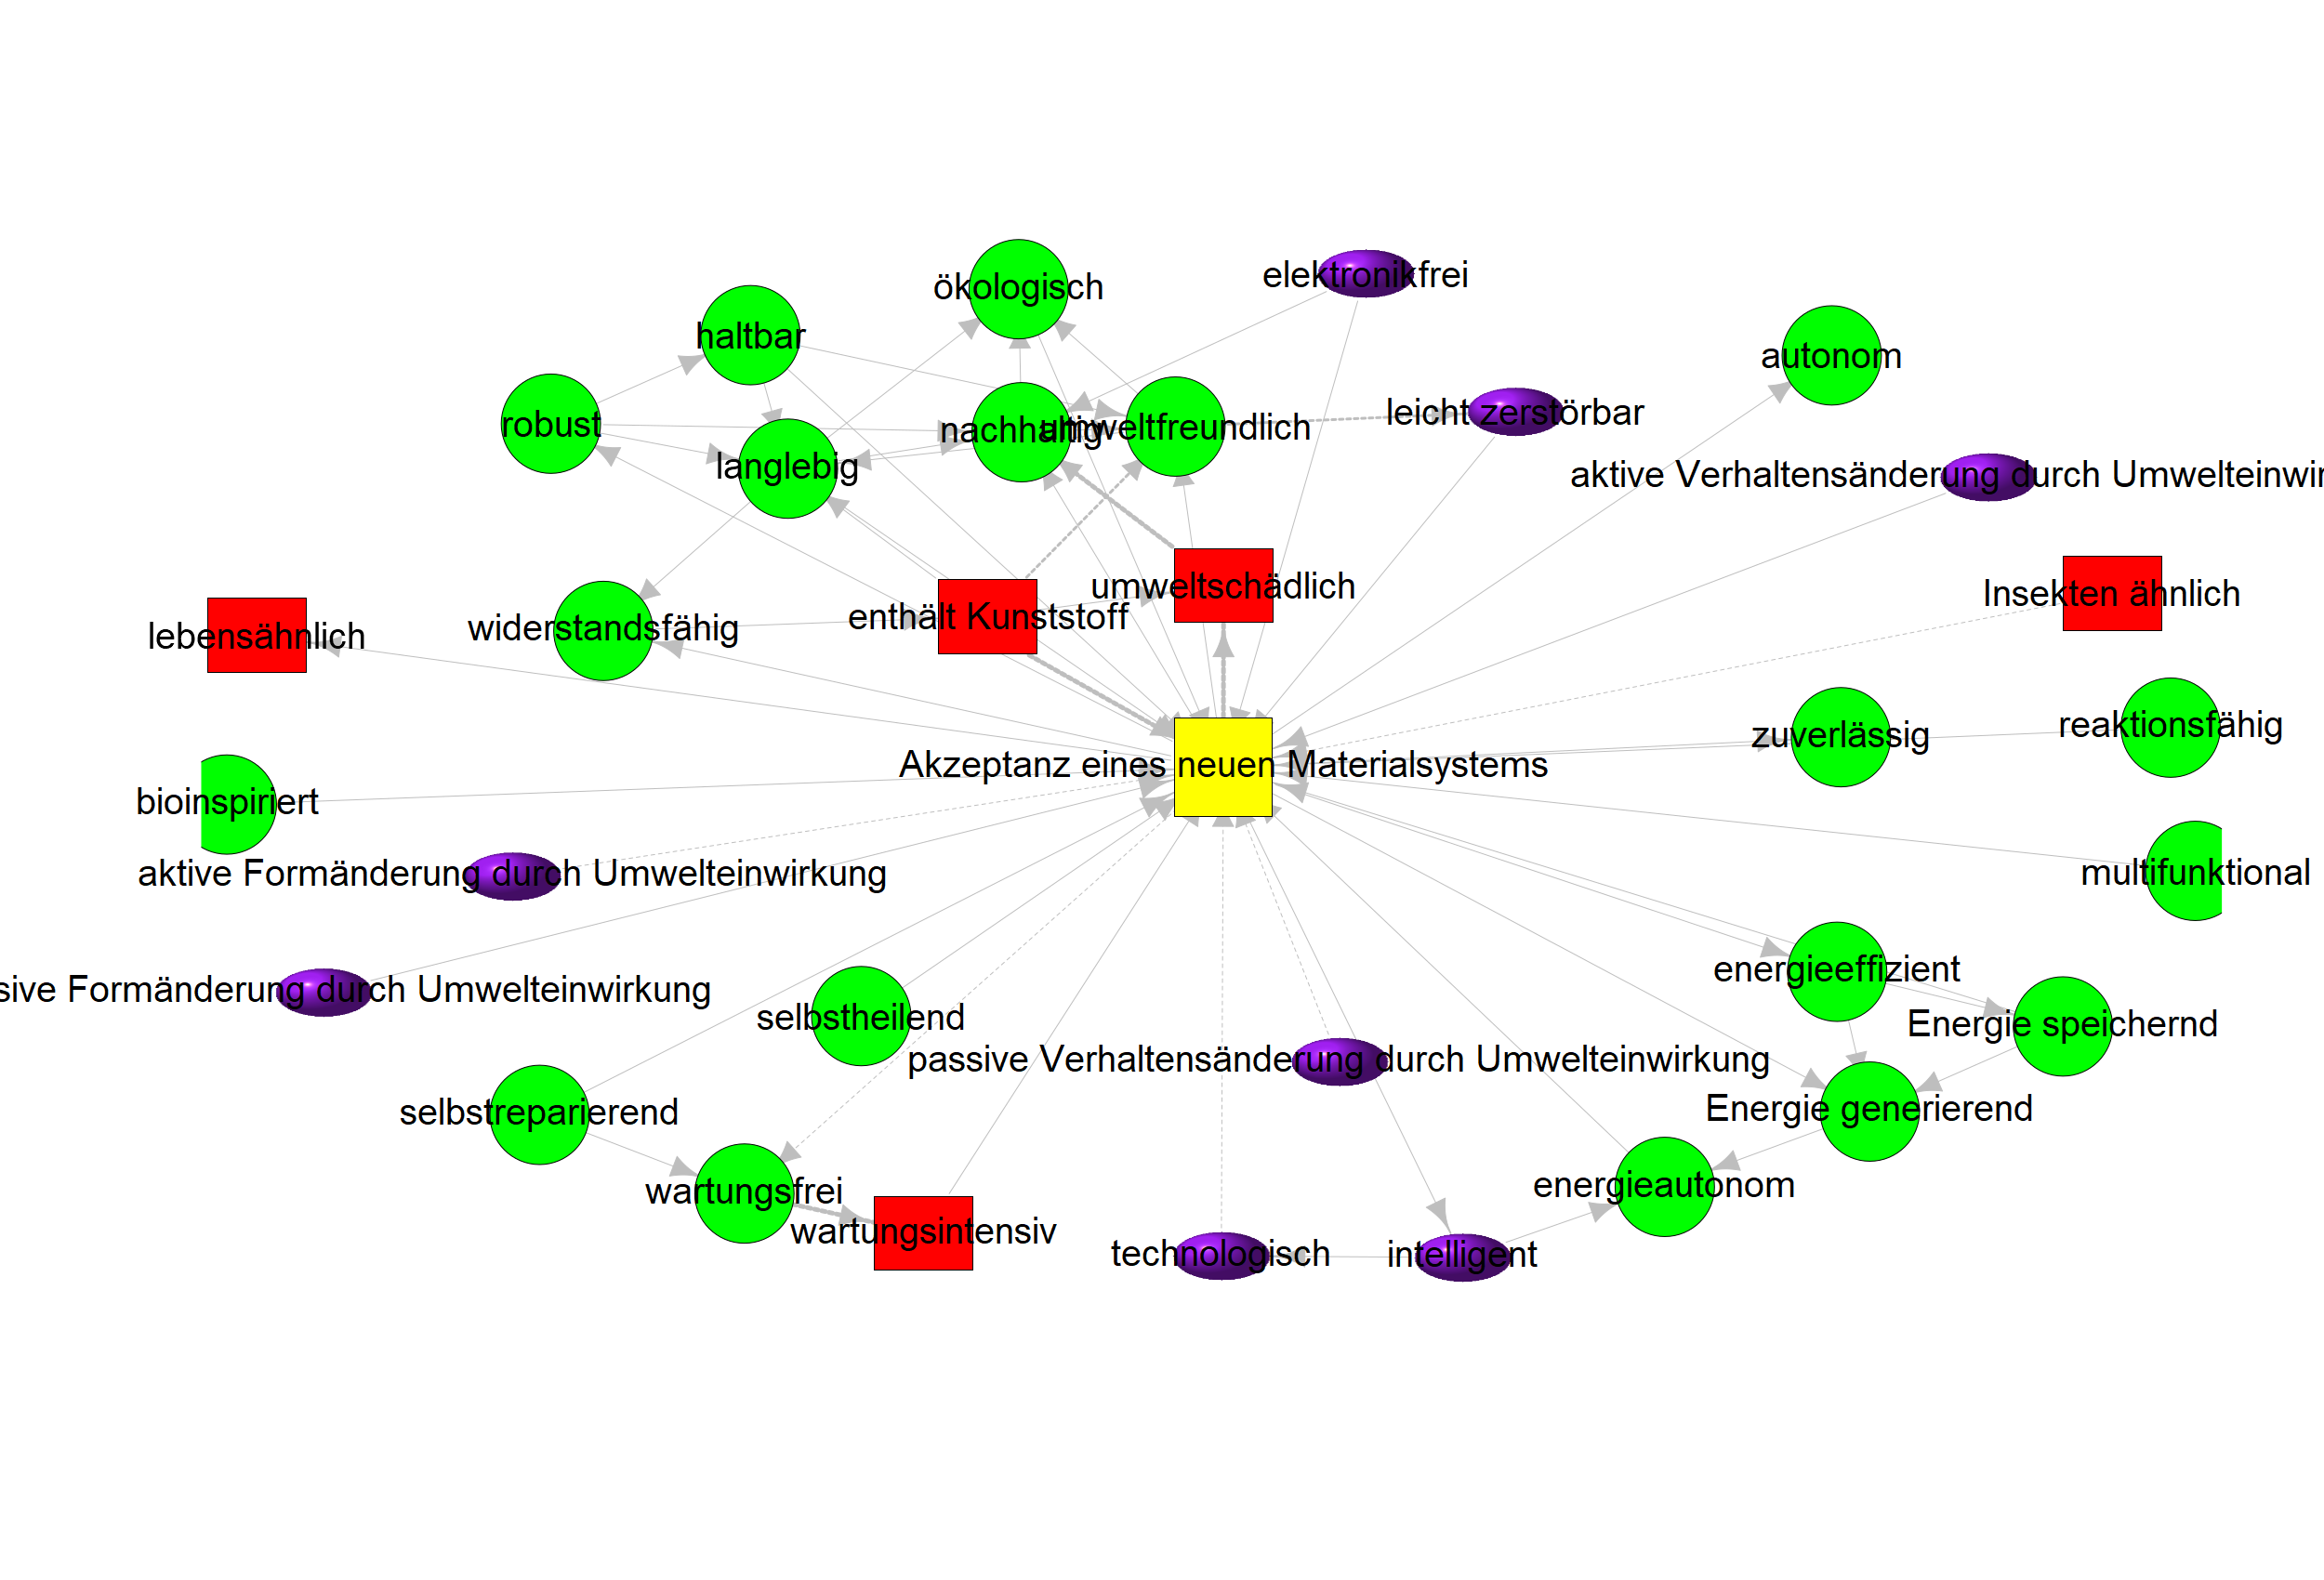 ökologisch
elektronikfrei
haltbar
autonom
robust
nachhaltig
umweltfreundlich
leicht zerstörbar
langlebig
aktive Verhaltensänderung durch Umwelteinwi
umweltschädlich
Insekten ähnlich
enthält Kunststoff
widerstandsfähig
lebensähnlich
reaktionsfähig
zuverlässig
Akzeptanz eines neuen Materialsystems
bioinspiriert
aktive Formänderung durch Umwelteinwirkung
multifunktional
energieeffizient
sive Formänderung durch Umwelteinwirkung
selbstheilend
Energie speichernd
passive Verhaltensänderung durch Umwelteinwirkung
selbstreparierend
Energie generierend
wartungsfrei
energieautonom
wartungsintensiv
technologisch
intelligent